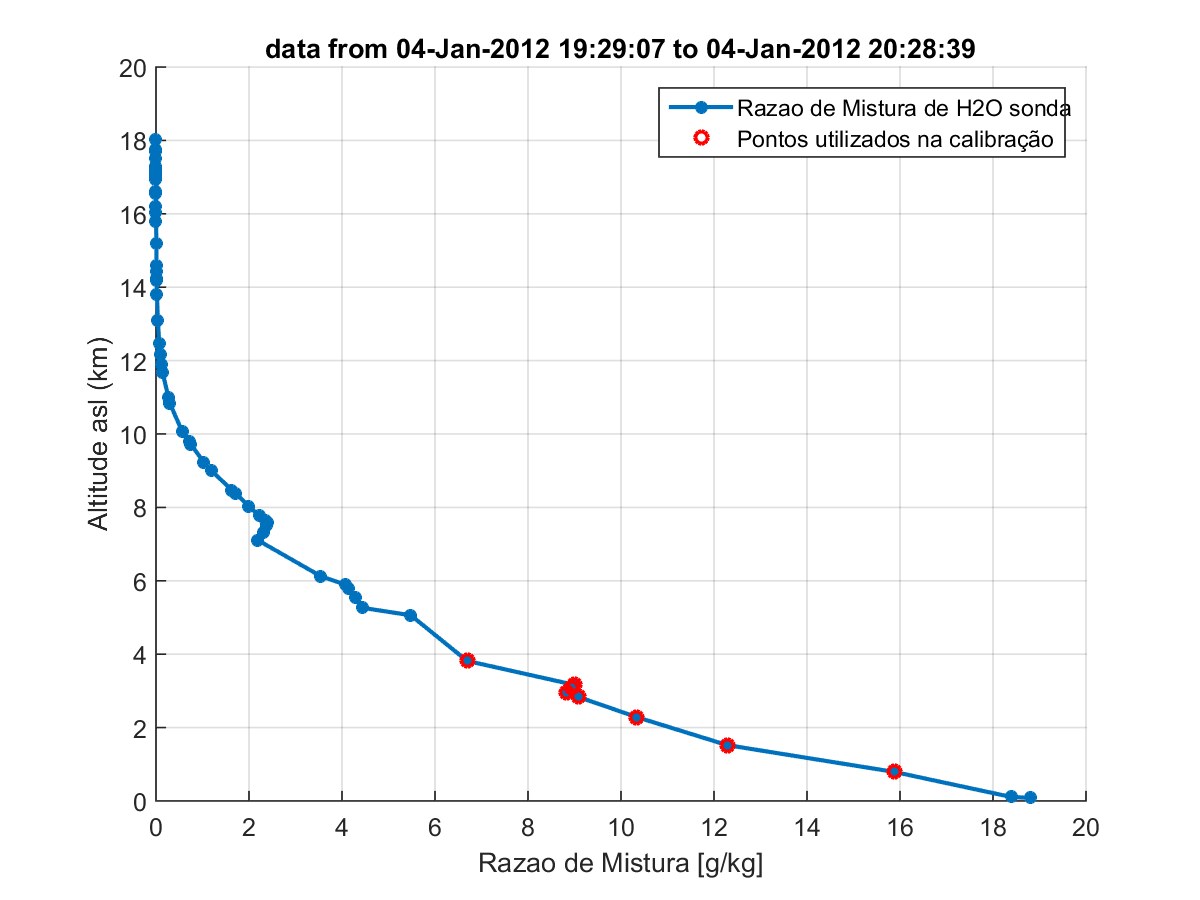 data from 04-Jan-2012 19:29:07 to 04-Jan-2012 20:28:39
Razao de Mistura de H2O sonda
Pontos utilizados na calibração
20
18
16
14
12
10
8
6
4
2
0
Altitude asl (km)
0 2 4 6 8 10 12 14 16 18 20
Razao de Mistura [g/kg]